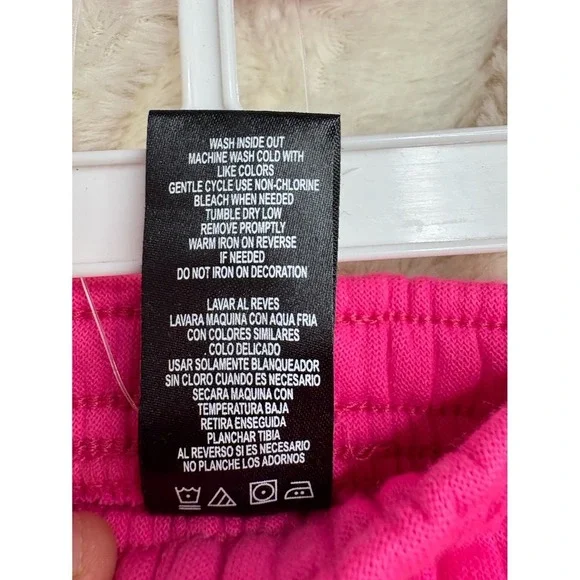 WASH INSIDE OUT
MACHINE WASH COLD WITH
LIKE COLORS
GENTLE CYCLE USE NON-CHLORINE
BLEACH WHEN NEEDED
TUMBLE DRY LOW
REMOVE PROMPTLY
WARM IRON ON REVERSE
IF NEEDED
DO NOT IRON ON DECORATION
LAVAR AL REVES
LAVARA MAQUINA CON AQUA FRIA
CON COLORES SIMILARES
. COLO DELICADO
USAR SOLAMENTE BLANQUEADOR
SIN CLORO CUANDO ES NECESARIO
SECARA MAQUINA CON
TEMPERATURA BAJA
RETIRA ENSEGUIDA
PLANCHAR TIBIA
AL REVERSO SI ES NECESARIO
NO PLANCHE LOS ADORNOS